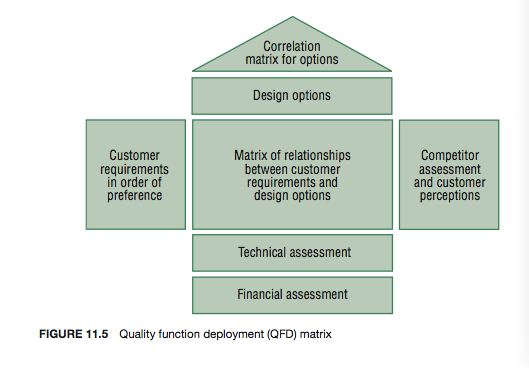 Correlation
matrix for options
Design options
Customer
requirements
in order of
preference
Matrix of relationships
between customer
requirements and
design options
Competitor
assessment
and customer
perceptions
Technical assessment
Financial assessment
FIGURE 11.5 Quality function deployment (QFD) matrix